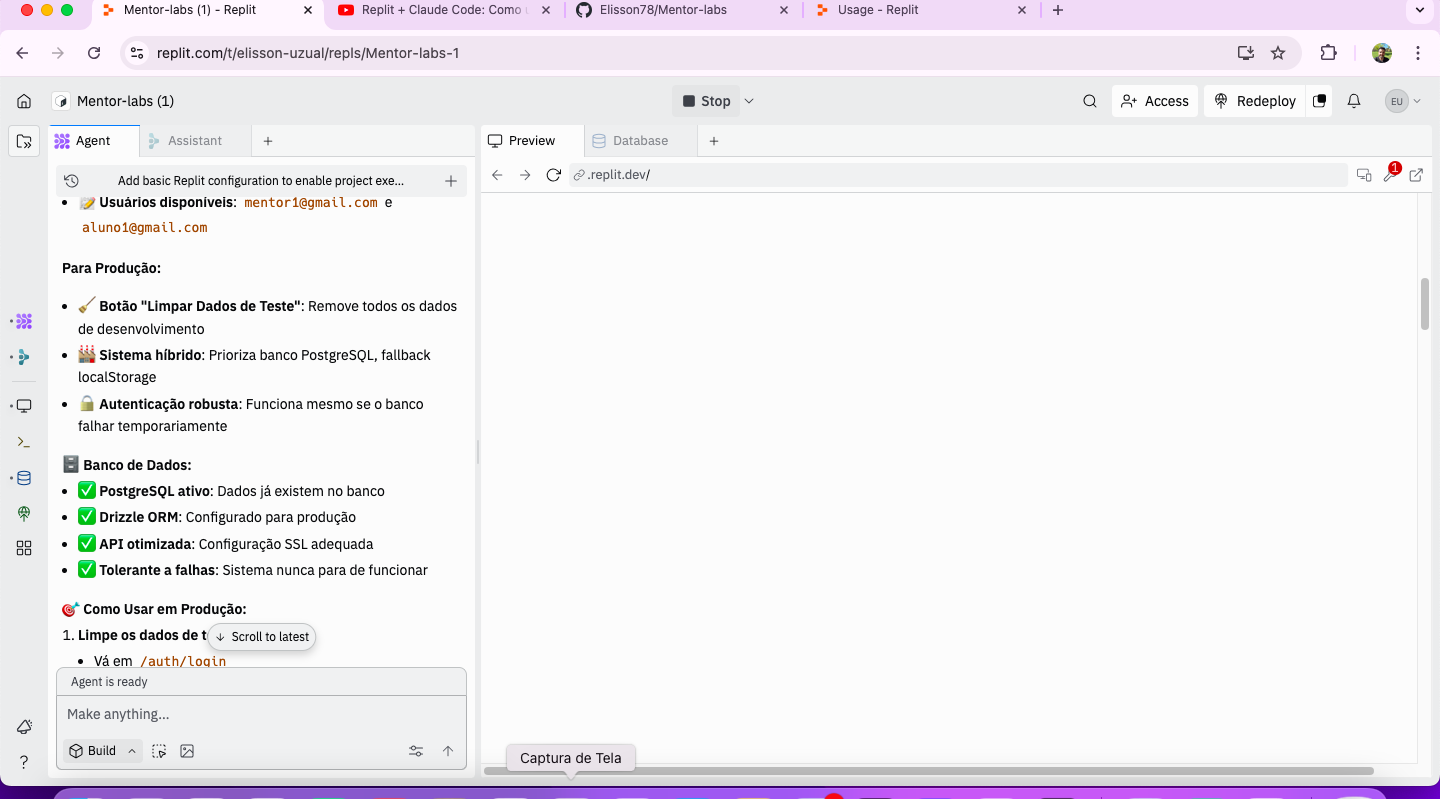 Mentor-labs (1) - Replit
Replit + Claude Code: Como
Elisson78/Mentor-labs
Usage - Replit
replit.com/t/elisson-uzual/repls/Mentor-labs-1
Mentor-labs (1)
Stop
Access
Redeploy
EU
Agent
Assistant
Preview
Database
Add basic Replit configuration to enable project exe...
.replit.dev/
1
Usuários disponíveis: mentor1@gmail.com e
aluno1@gmail.com
Para Produção:
Botão "Limpar Dados de Teste": Remove todos os dados
de desenvolvimento
Sistema híbrido: Prioriza banco PostgreSQL, fallback
localStorage
Autenticação robusta: Funciona mesmo se o banco
falhar temporariamente
Banco de Dados:
PostgreSQL ativo: Dados já existem no banco
Drizzle ORM: Configurado para produção
API otimizada: Configuração SSL adequada
Tolerante a falhas: Sistema nunca para de funcionar
Como Usar em Produção:
1. Limpe os dados de
Scroll to latest
Vá em /auth/login
Agent is ready
Make anything...
Build
Captura de Tela